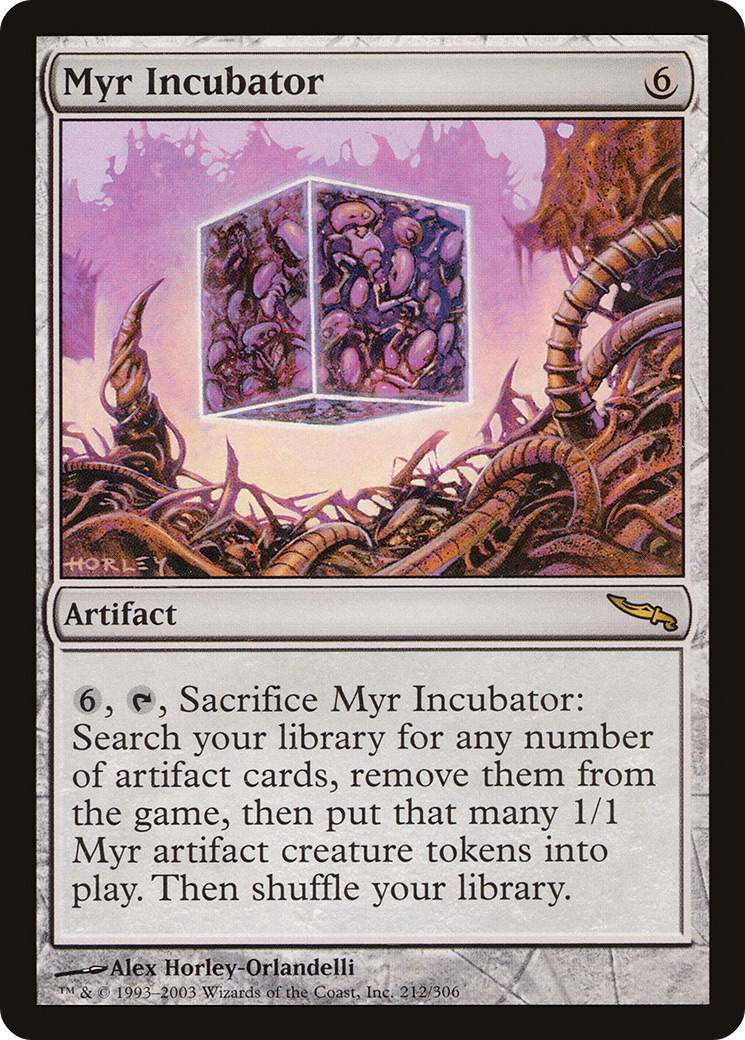 Myr Incubator 6
HORLEY
Artifact
6, , Sacrifice Myr Incubator:
Search your library for any number
of artifact cards, remove them from
the game, then put that many 1/1
Myr artifact creature tokens into
play. Then shuffle your library.
Alex Horley-Orlandelli
™ & © 1993–2003 Wizards of the Coast, Inc. 212/306